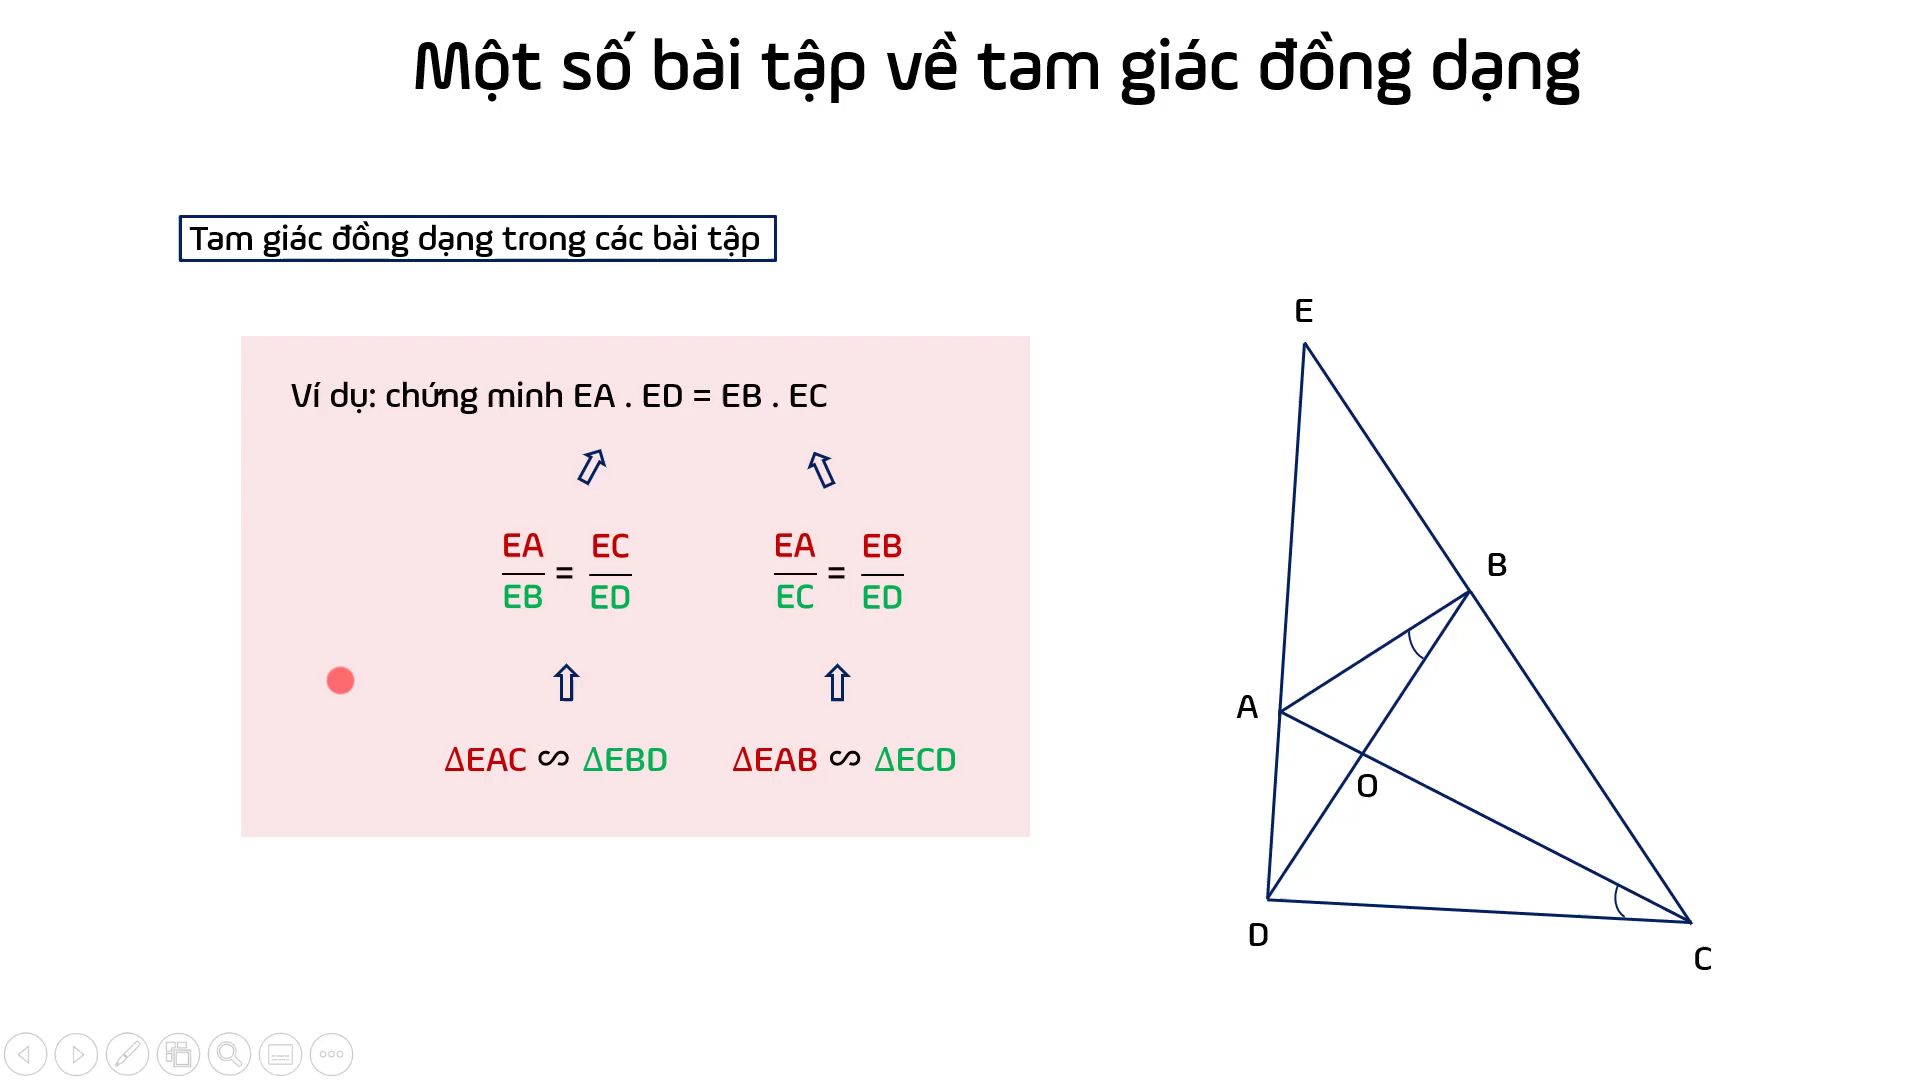 Một số bài tập về tam giác đồng dạng
Tam giác đồng dạng trong các bài tập
Ví dụ: chứng minh EA . ED = EB . EC
EA/EB = EC/ED
EA/EC = EB/ED
ΔEAC ∽ ΔEBD
ΔEAB ∽ ΔECD
E
B
A
O
D
C